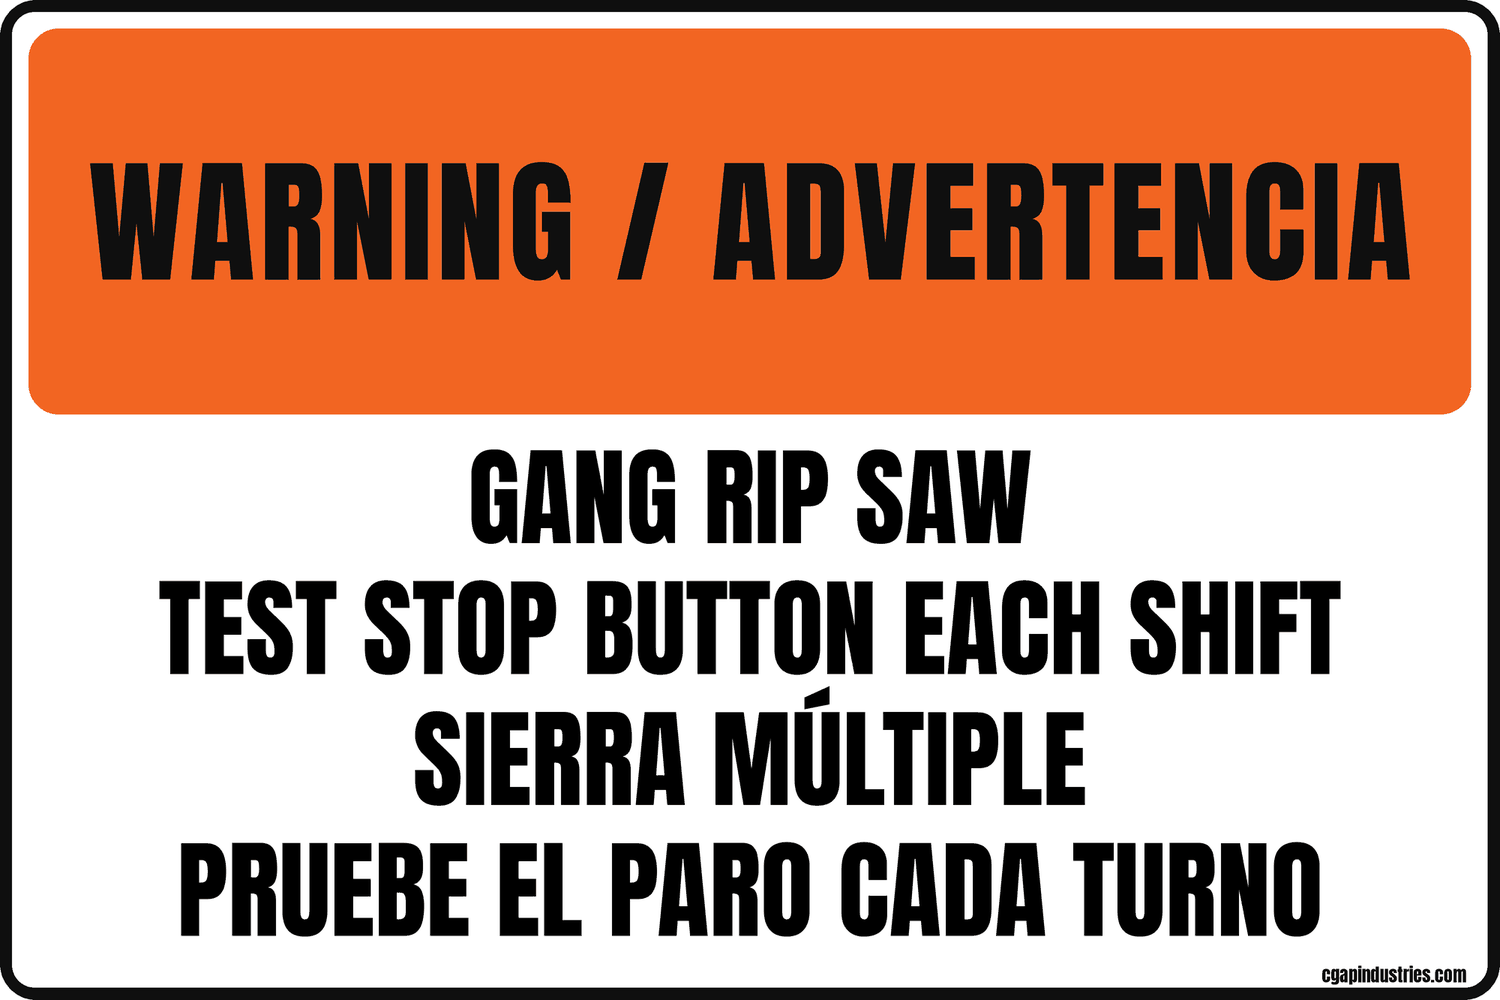 WARNING / ADVERTENCIA
GANG RIP SAW
TEST STOP BUTTON EACH SHIFT
SIERRA MÚLTIPLE
PRUEBE EL PARO CADA TURNO
cgapindustries.com